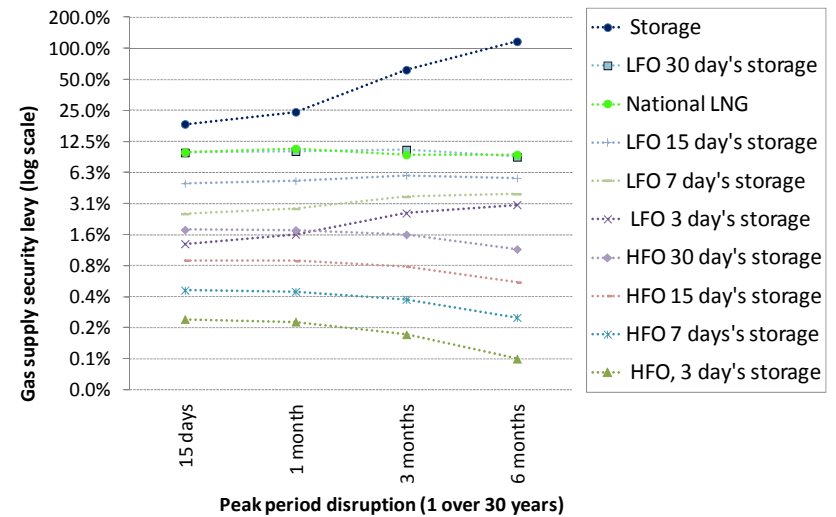 200.0%
100.0%
50.0%
25.0%
12.5%
6.3%
3.1%
1.6%
0.8%
0.4%
0.2%
0.1%
0.0%
Gas supply security levy (log scale)
15 days
1 month
3 months
6 months
Peak period disruption (1 over 30 years)
Storage
LFO 30 day's storage
National LNG
LFO 15 day's storage
LFO 7 day's storage
LFO 3 day's storage
HFO 30 day's storage
HFO 15 day's storage
HFO 7 days's storage
HFO, 3 day's storage